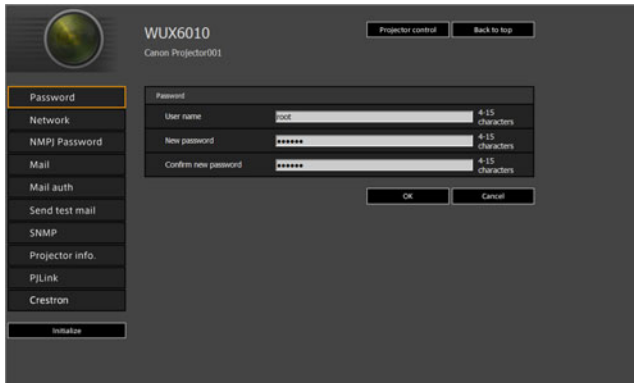 WUX6010
Canon Projector001
Projector control
Back to top
Password
Network
NMPJ Password
Mail
Mail auth
Send test mail
SNMP
Projector info.
PJLink
Crestron
Initialize
Password
User name
root
4-15
characters
New password
••••••
4-15
characters
Confirm new password
••••••
4-15
characters
OK
Cancel